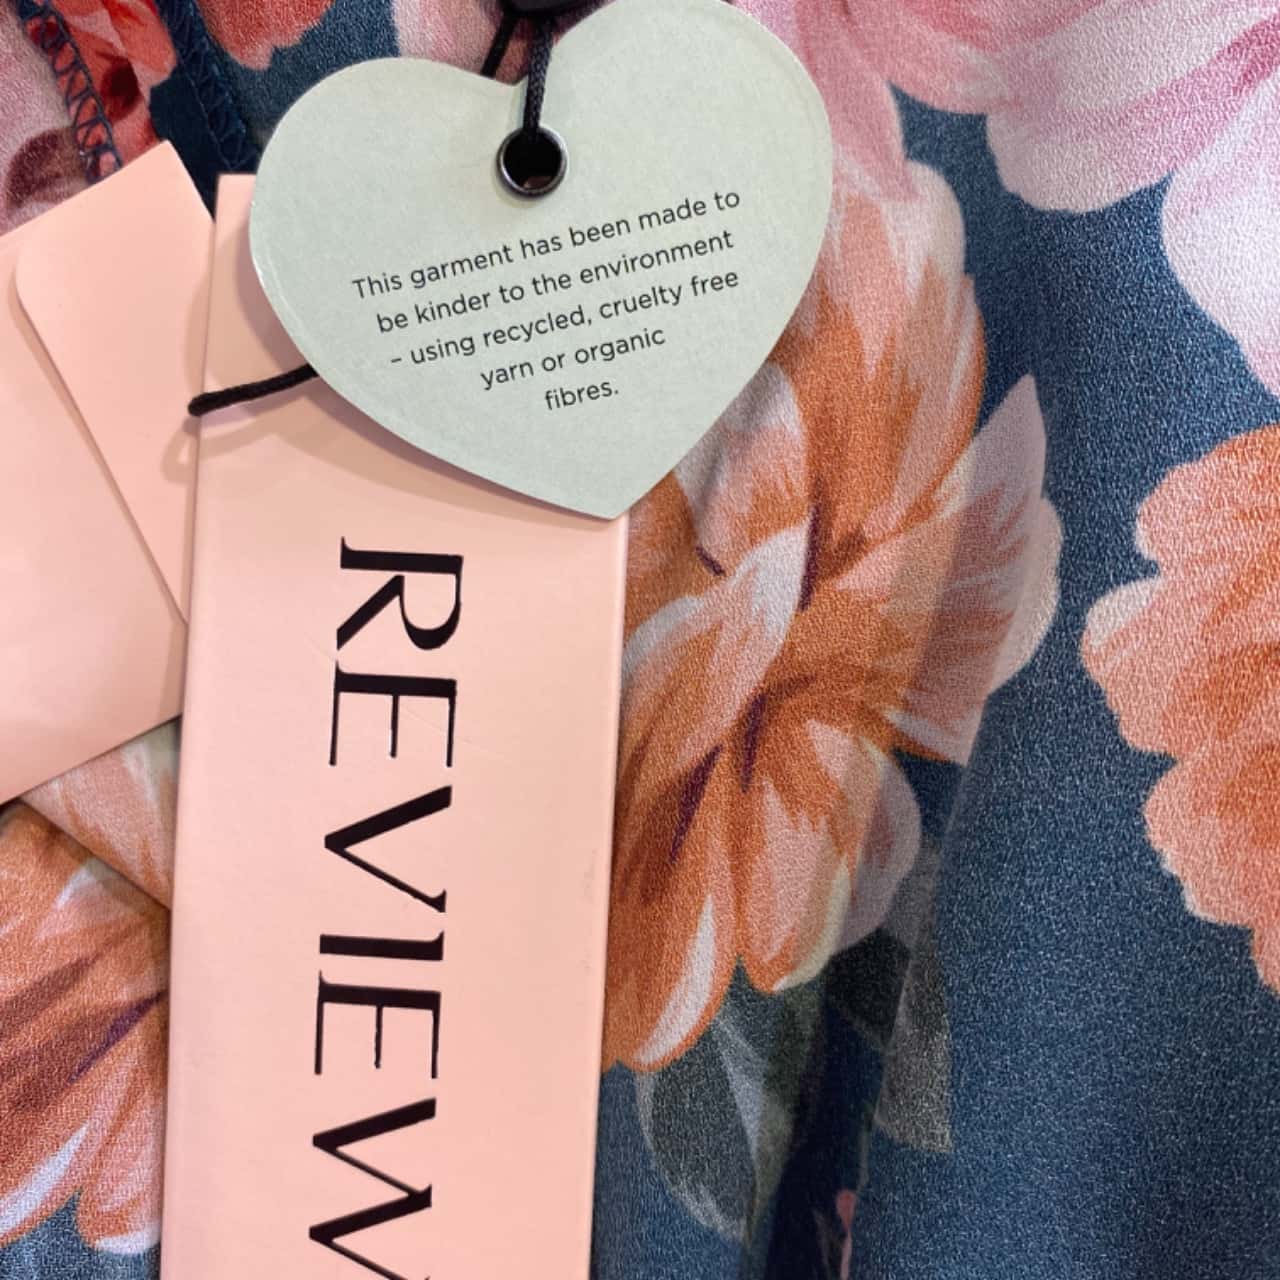 This garment has been made to
be kinder to the environment
– using recycled, cruelty free
yarn or organic
fibres.
REVIEW